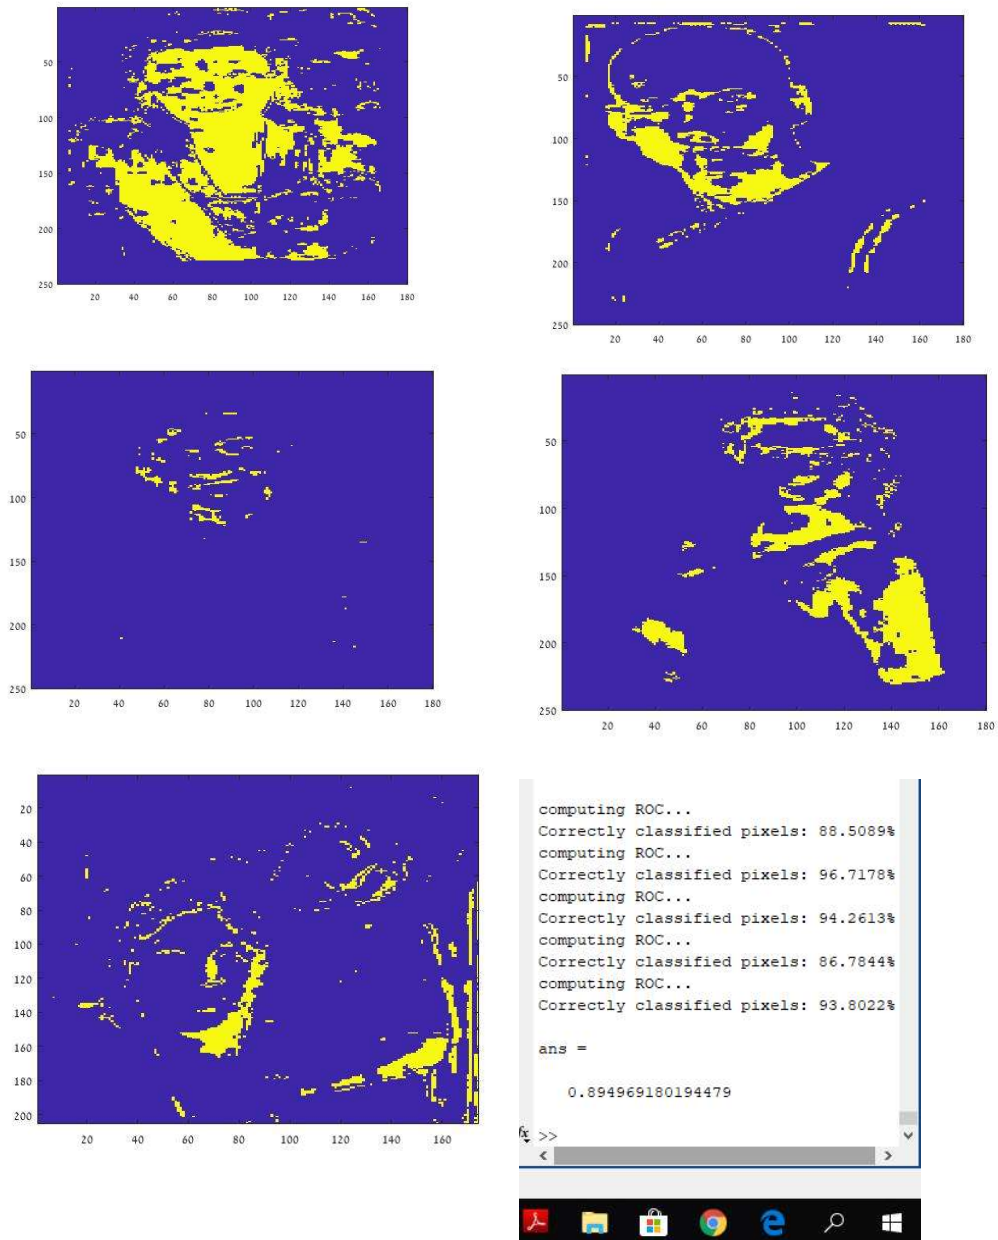 50
100
150
200
250
20 40 60 80 100 120 140 160 180
50
100
150
200
250
20 40 60 80 100 120 140 160 180
50
100
150
200
250
20 40 60 80 100 120 140 160 180
50
100
150
200
250
20 40 60 80 100 120 140 160 180
20
40
60
80
100
120
140
160
180
200
20 40 60 80 100 120 140 160
computing ROC...
Correctly classified pixels: 88.5089%
computing ROC...
Correctly classified pixels: 96.7178%
computing ROC...
Correctly classified pixels: 94.2613%
computing ROC...
Correctly classified pixels: 86.7844%
computing ROC...
Correctly classified pixels: 93.8022%
ans =
0.894969180194479
fx >>